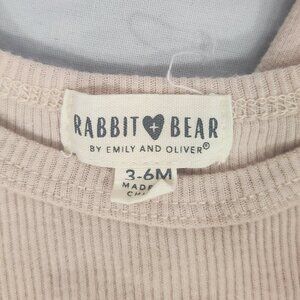 RABBIT + BEAR
BY EMILY AND OLIVER®
3-6M
MADE